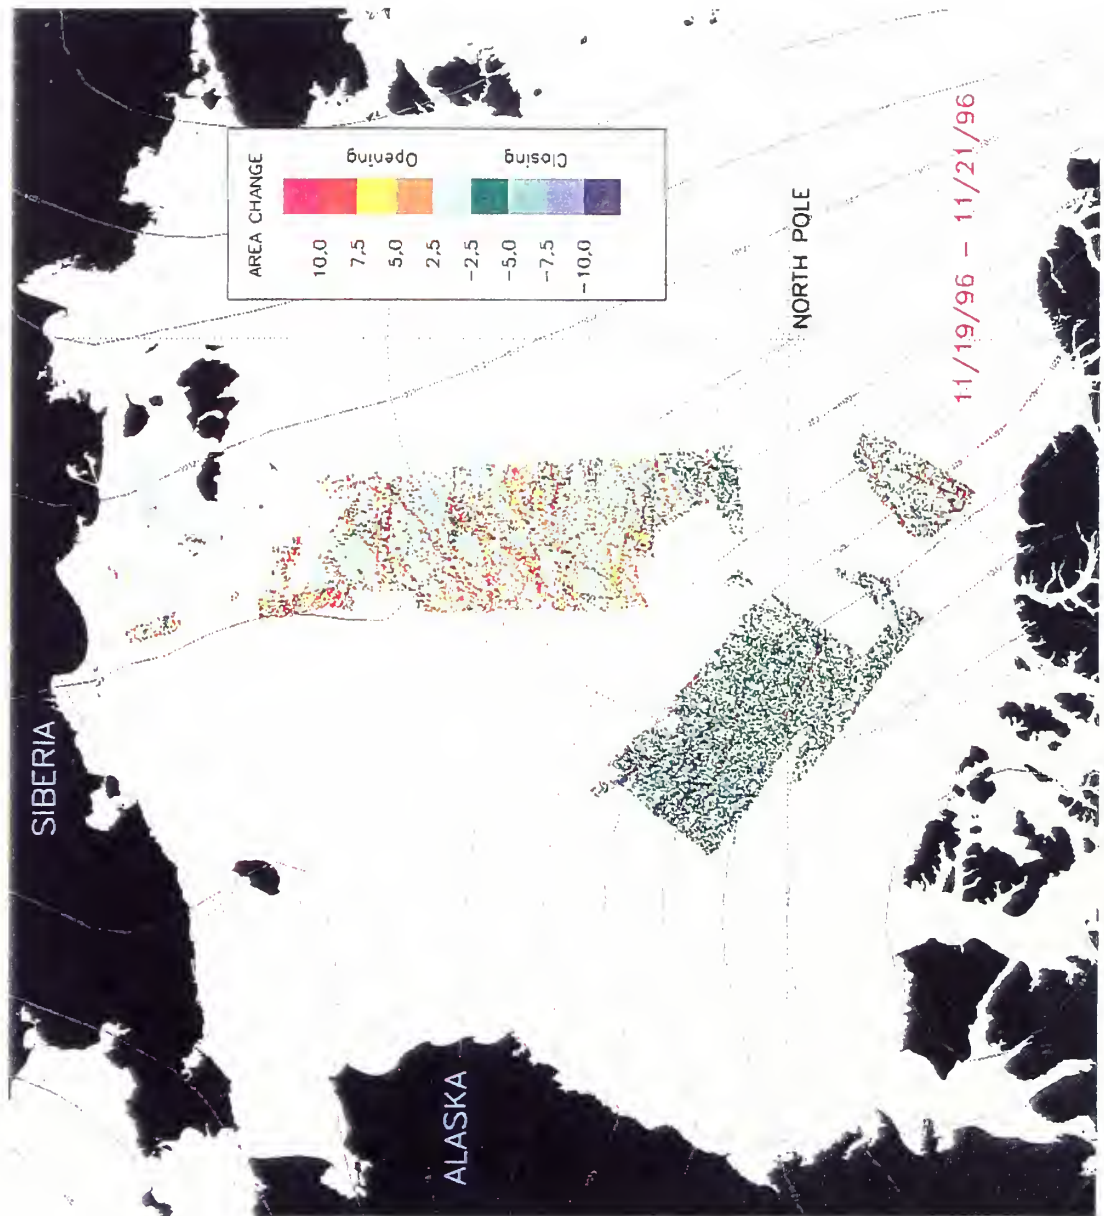 SIBERIA
AREA CHANGE
Opening
Closing
10.0
7.5
5.0
2.5
-2.5
-5.0
-7.5
-10.0
NORTH POLE
11/19/96 - 11/21/96
ALASKA